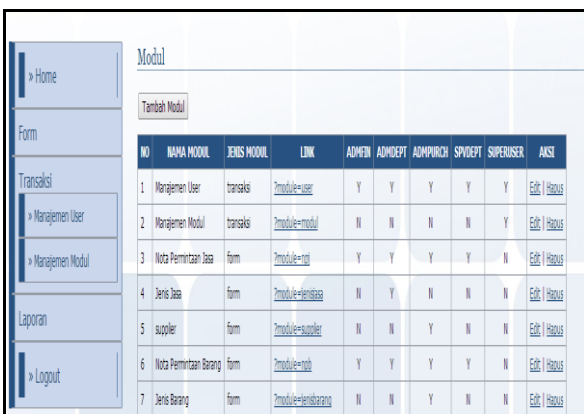 » Home
Form
Transaksi
» Manajemen User
» Manajemen Modul
Laporan
» Logout
Modul
Tambah Modul
NO NAMA MODUL JENIS MODUL LINK ADMFIN ADMDEPT ADMPURCH SPVDEPT SUPERUSER AKSI
1 Manajemen User transaksi ?module=user Y Y Y Y Y Edit | Hapus
2 Manajemen Modul transaksi ?module=modul N N N N Y Edit | Hapus
3 Nota Permintaan Jasa form ?module=npj Y Y Y Y N Edit | Hapus
4 Jenis Jasa form ?module=jenisjasa N Y N N N Edit | Hapus
5 supplier form ?module=supplier N N Y N N Edit | Hapus
6 Nota Permintaan Barang form ?module=npb Y Y Y Y N Edit | Hapus
7 Jenis Barang form ?module=jenisbarang N N Y N N Edit | Hapus